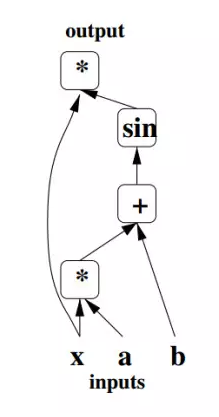 output
*
sin
+
*
x a b
inputs